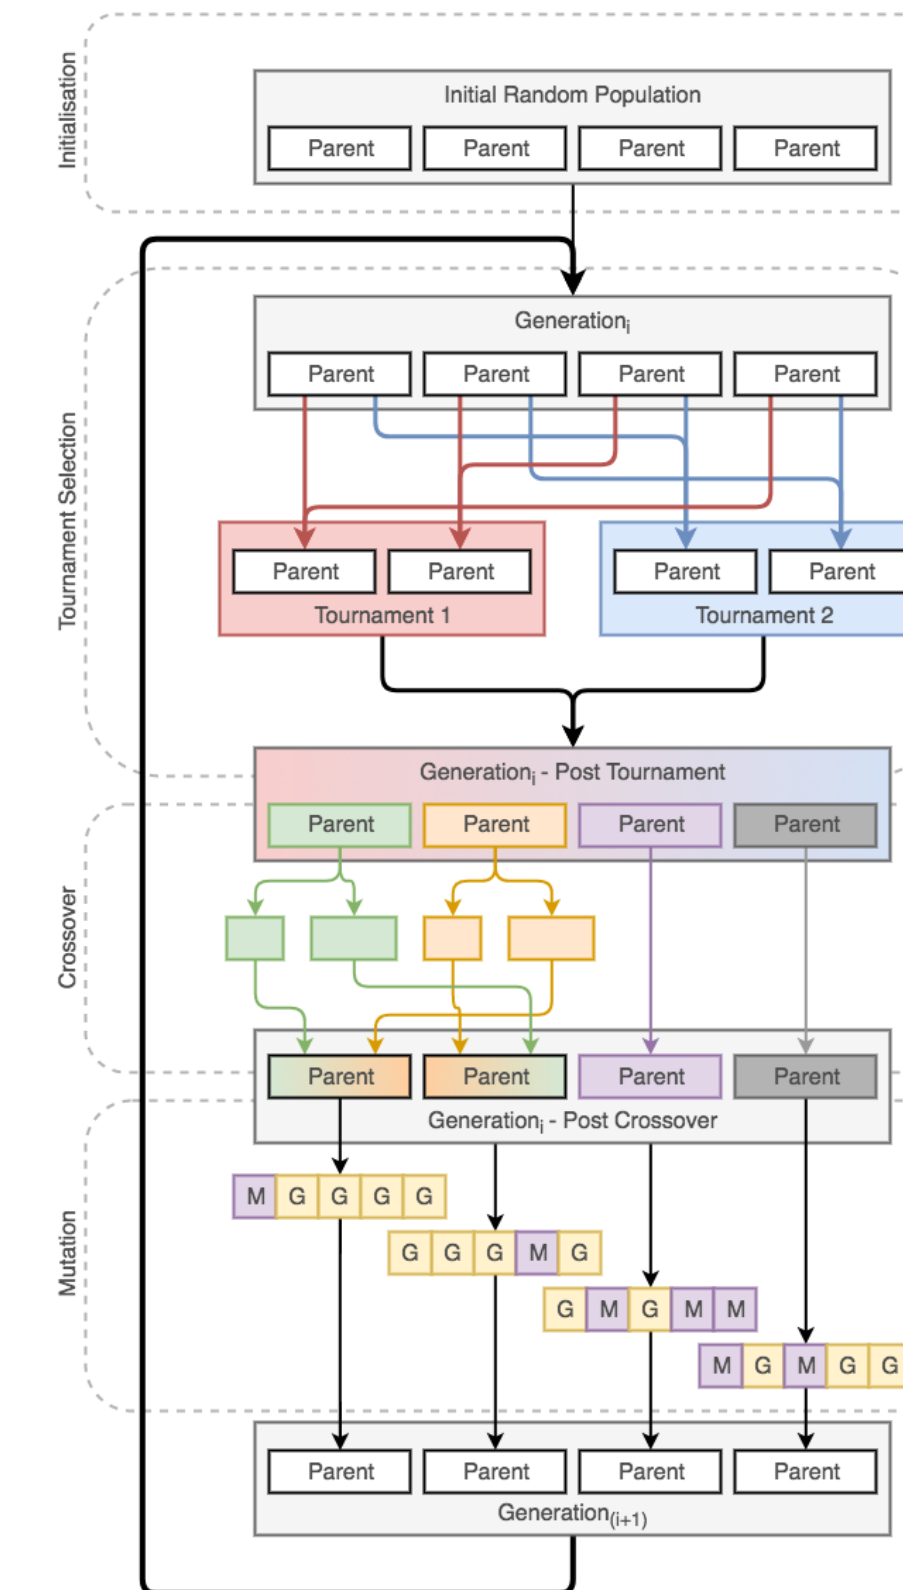 Initialisation
Initial Random Population
Parent Parent Parent Parent
Tournament Selection
Generationi
Parent Parent Parent Parent
Parent Parent Parent Parent
Tournament 1 Tournament 2
Generationi - Post Tournament
Crossover
Parent Parent Parent Parent
Parent Parent Parent Parent
Generationi - Post Crossover
Mutation
M G G G G
G G G M G
G M G M M
M G M G G
Parent Parent Parent Parent
Generation(i+1)